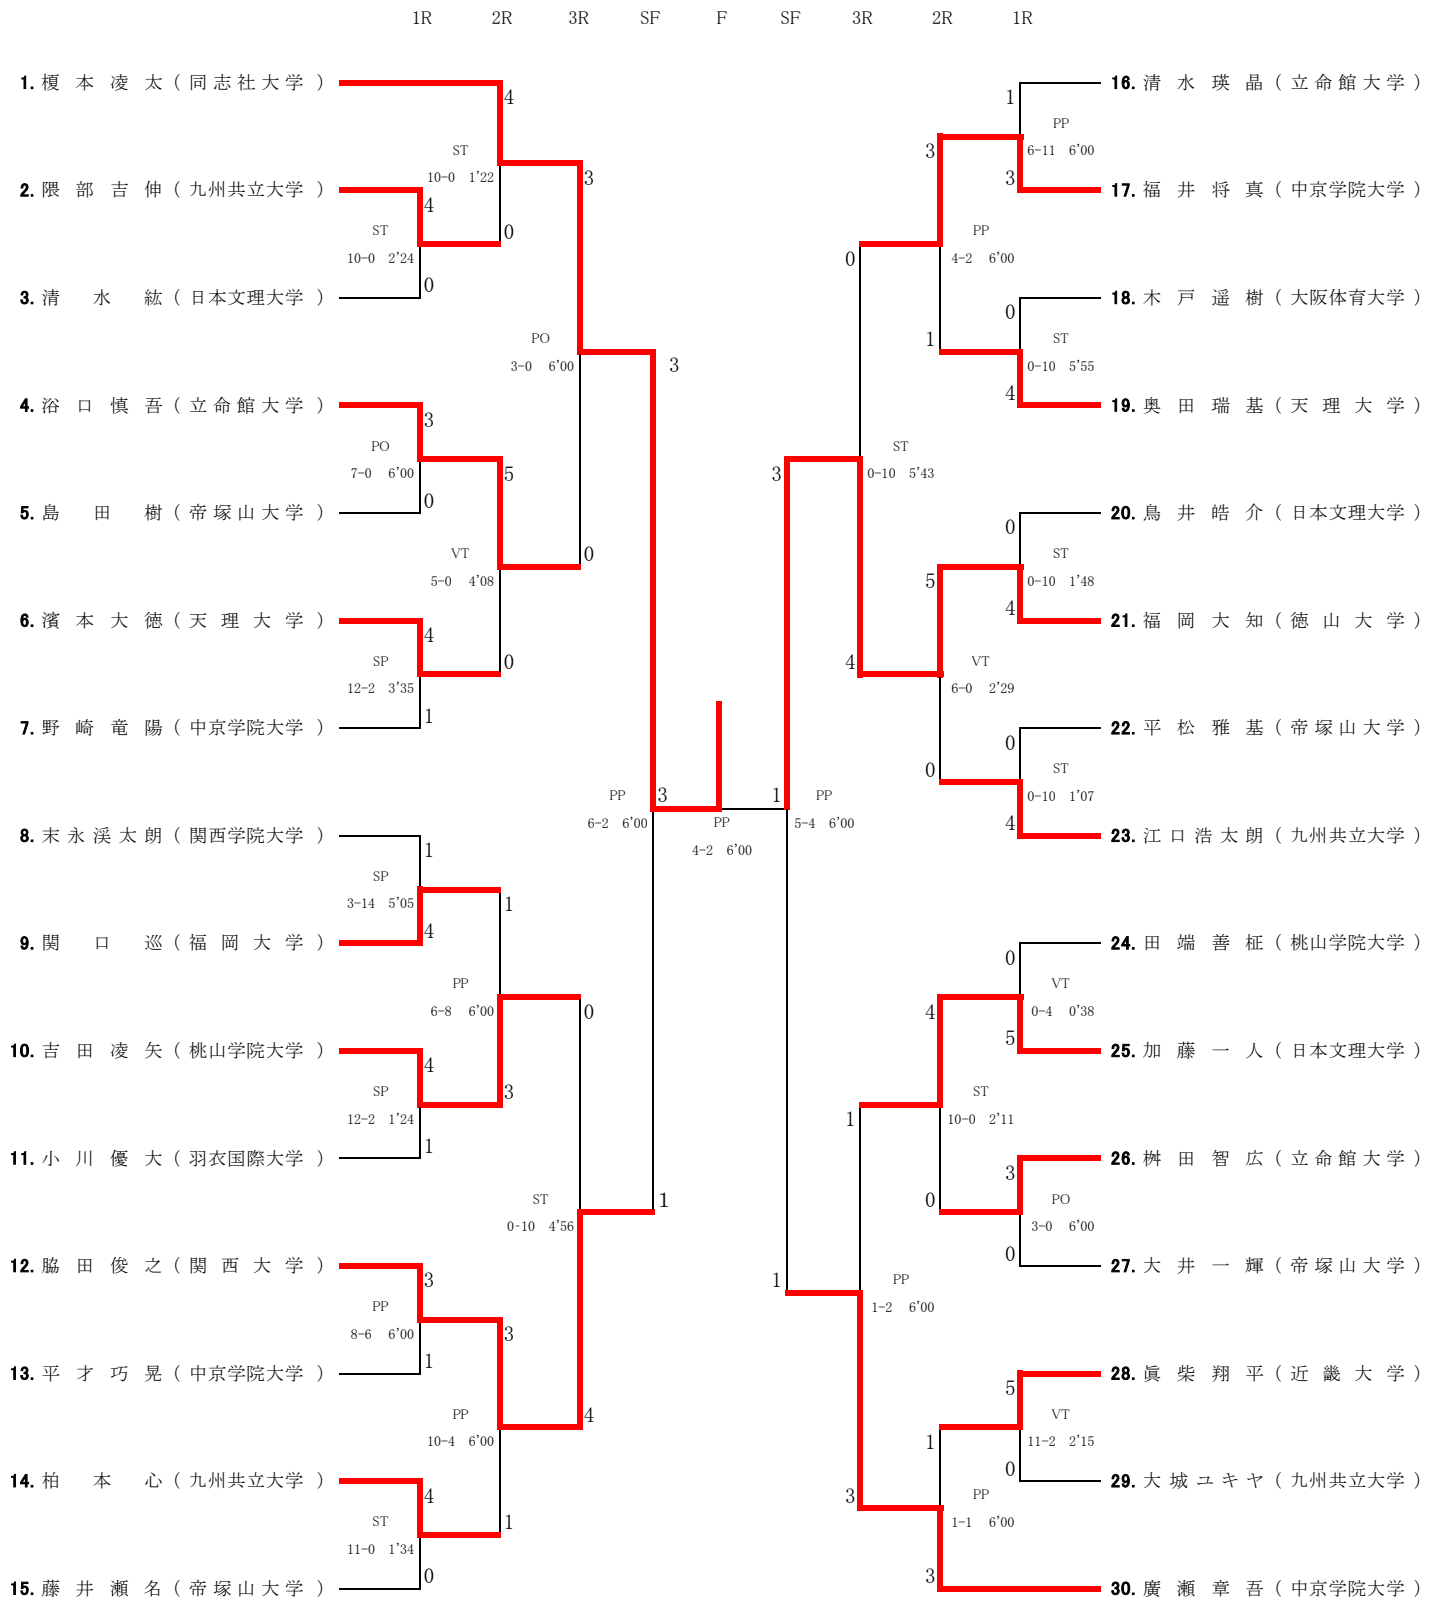 1R 2R 3R SF F SF 3R 2R 1R
1. 榎本凌太 (同志社大学) 4 1 16. 清水瑛晶 (立命館大学)
PP
ST 3 6-11 6’00
10-0 1’22 3 3
2. 隈部吉伸 (九州共立大学) 4 17. 福井将真 (中京学院大学)
ST 0 PP
10-0 2’24 0 4-2 6’00
0
3. 清水紘 (日本文理大学) 18. 木戸遥樹 (大阪体育大学)
0
PO 1 ST
3-0 6’00 3 0-10 5’55
4
4. 浴口慎吾 (立命館大学) 3 19. 奥田瑞基 (天理大学)
PO ST
7-0 6’00 5 3 0-10 5’43
0
5. 島田樹 (帝塚山大学) 20. 鳥井皓介 (日本文理大学)
0
VT 0 ST
5-0 4’08 5 0-10 1’48
4
6. 濱本大徳 (天理大学) 4 21. 福岡大知 (徳山大学)
SP 0 4 VT
12-2 3’35 6-0 2’29
1
7. 野崎竜陽 (中京学院大学) 22. 平松雅基 (帝塚山大学)
0
0 ST
PP 3 1 PP 0-10 1’07
6-2 6’00 PP 5-4 6’00 4
8. 末永渓太朗 (関西学院大学) 23. 江口浩太朗 (九州共立大学)
1 4-2 6’00
SP
3-14 5’05 1
4
9. 関口巡 (福岡大学) 24. 田端善柾 (桃山学院大学)
0
PP VT
6-8 6’00 0 4 0-4 0’38
5
10. 吉田凌矢 (桃山学院大学) 25. 加藤一人 (日本文理大学)
4
SP 3 ST
12-2 1’24 1 10-0 2’11
1
11. 小川優大 (羽衣国際大学) 26. 桝田智広 (立命館大学)
3
ST 1 0 PO
0-10 4’56 3-0 6’00
0
12. 脇田俊之 (関西大学) 27. 大井一輝 (帝塚山大学)
3 1
PP PP
8-6 6’00 3 1-2 6’00
1
13. 平才巧晃 (中京学院大学) 28. 眞柴翔平 (近畿大学)
5
PP 4 VT
10-4 6’00 1 11-2 2’15
0
14. 柏本心 (九州共立大学) 29. 大城ユキヤ (九州共立大学)
4 3 PP
ST 1 1-1 6’00
11-0 1’34
0 3
15. 藤井瀬名 (帝塚山大学) 30. 廣瀬章吾 (中京学院大学)